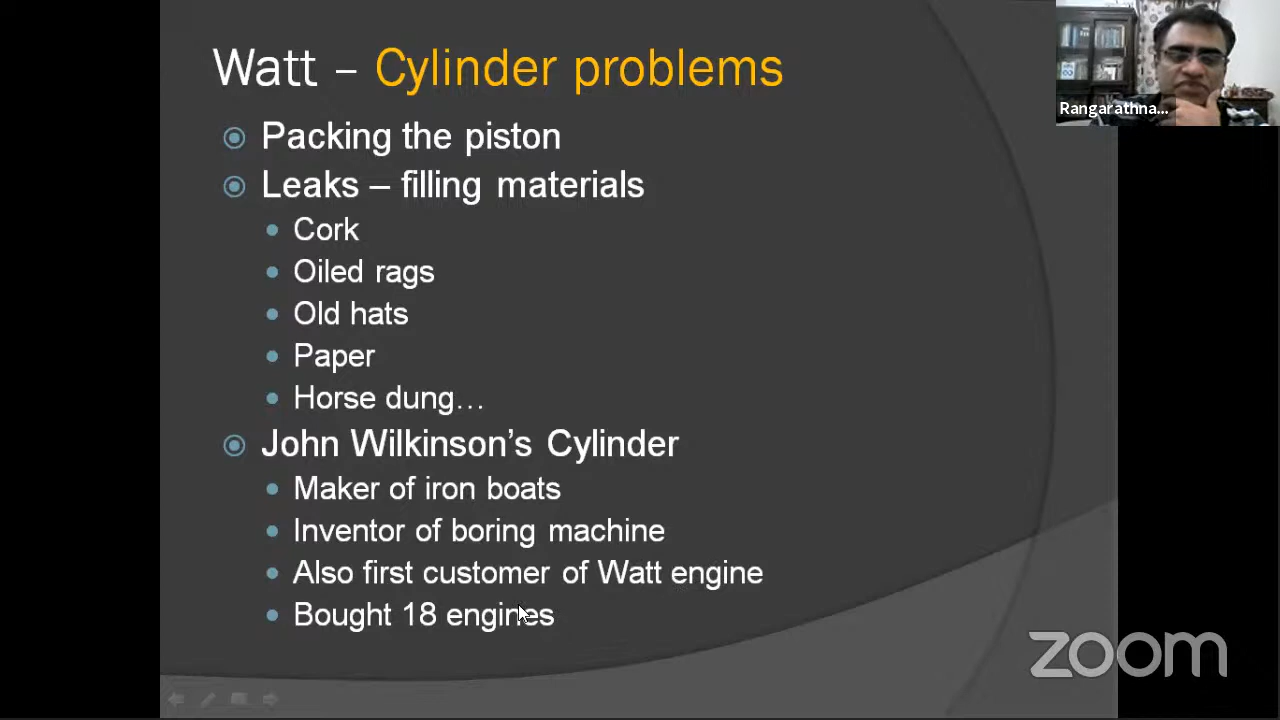 Watt – Cylinder problems
Packing the piston
Leaks – filling materials
Cork
Oiled rags
Old hats
Paper
Horse dung…
John Wilkinson’s Cylinder
Maker of iron boats
Inventor of boring machine
Also first customer of Watt engine
Bought 18 engines
Rangarathna...
zoom